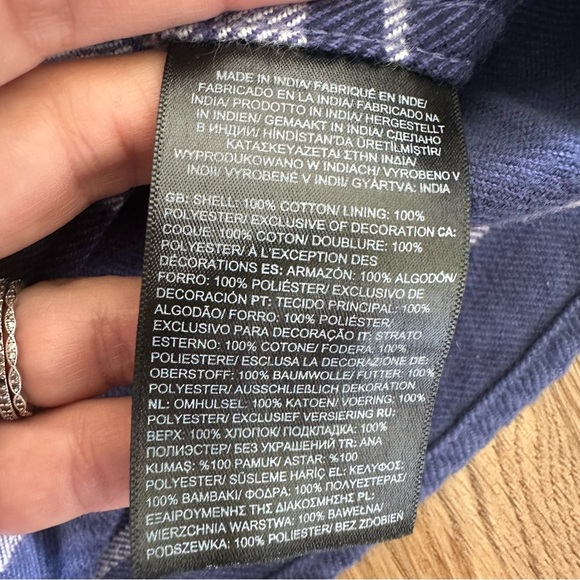 MADE IN INDIA/ FABRIQUÉ EN INDE/
FABRICADO EN LA INDIA/ FABRICADO NA
ÍNDIA/ PRODOTTO IN INDIA/ HERGESTELLT
IN INDIEN/ GEMAAKT IN INDIA/ СДЕЛАНО
В ИНДИИ/ HİNDİSTAN'DA ÜRETİLMİŞTİR/
ΚΑΤΑΣΚΕΥΑΖΕΤΑΙ ΣΤΗΝ ΙΝΔΙΑ/
WYPRODUKOWANO W INDIACH/ VYROBENO V
INDII/ VYROBENÉ V INDII/ GYÁRTVA: INDIA
GB: SHELL: 100% COTTON/ LINING: 100%
POLYESTER/ EXCLUSIVE OF DECORATION CA:
COQUE: 100% COTON/ DOUBLURE: 100%
POLYESTER/ À L'EXCEPTION DES
DÉCORATIONS ES: ARMAZÓN: 100% ALGODÓN/
FORRO: 100% POLIÉSTER/ EXCLUSIVO DE
DECORACIÓN PT: TECIDO PRINCIPAL: 100%
ALGODÃO/ FORRO: 100% POLIÉSTER/
EXCLUSIVO PARA DECORAÇÃO IT: STRATO
ESTERNO: 100% COTONE/ FODERA: 100%
POLIESTERE/ ESCLUSA LA DECORAZIONE DE:
OBERSTOFF: 100% BAUMWOLLE/ FUTTER: 100%
POLYESTER/ AUSSCHLIEßLICH DEKORATION
NL: OMHULSEL: 100% KATOEN/ VOERING: 100%
POLYESTER/ EXCLUSIEF VERSIERING RU:
ВЕРХ: 100% ХЛОПОК/ ПОДКЛАДКА: 100%
ПОЛИЭСТЕР/ БЕЗ УКРАШЕНИЙ TR: ANA
KUMAŞ: %100 PAMUK/ ASTAR: %100
POLYESTER/ SÜSLEME HARİÇ EL: ΚΕΛΥΦΟΣ:
100% ΒΑΜΒΑΚΙ/ ΦΟΔΡΑ: 100% ΠΟΛΥΕΣΤΕΡΑΣ/
ΕΞΑΙΡΟΥΜΕΝΗΣ ΤΗΣ ΔΙΑΚΟΣΜΗΣΗΣ PL:
WIERZCHNIA WARSTWA: 100% BAWEŁNA/
PODSZEWKA: 100% POLIESTER/ BEZ ZDOBIEŃ